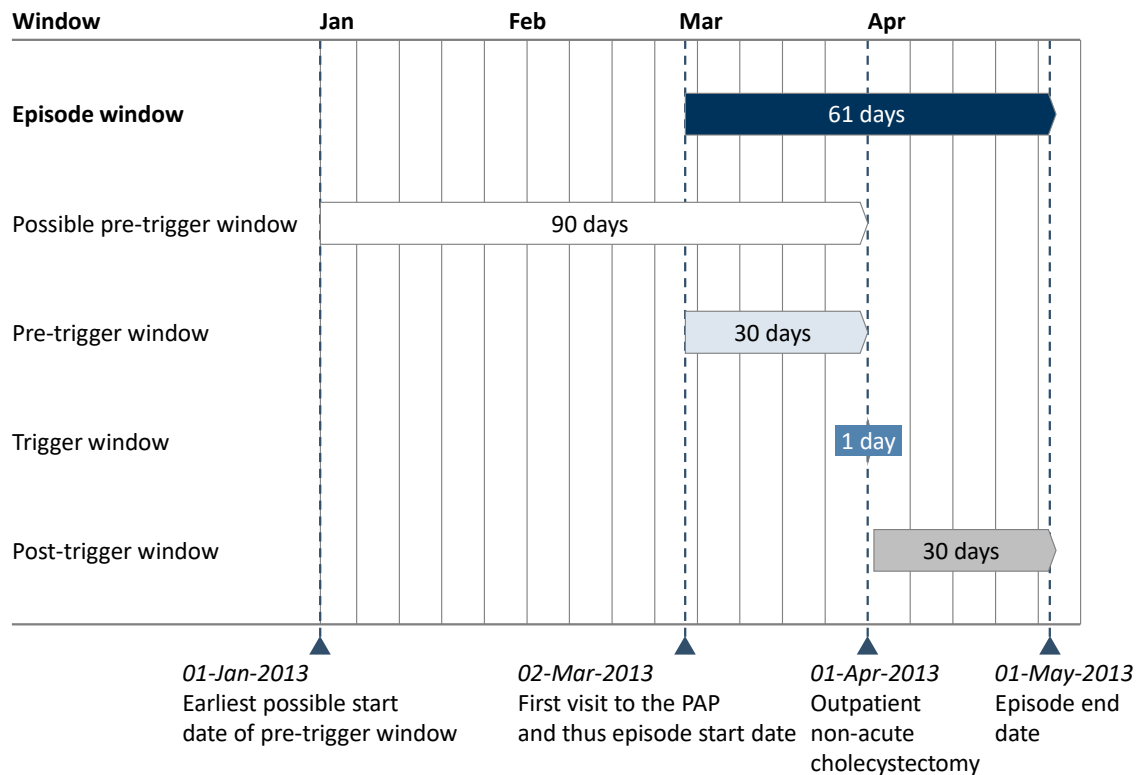 Window Jan Feb Mar Apr
Episode window 61 days
Possible pre-trigger window 90 days
Pre-trigger window 30 days
Trigger window 1 day
Post-trigger window 30 days
01-Jan-2013
Earliest possible start
date of pre-trigger window
02-Mar-2013
First visit to the PAP
and thus episode start date
01-Apr-2013
Outpatient
non-acute
cholecystectomy
01-May-2013
Episode end
date